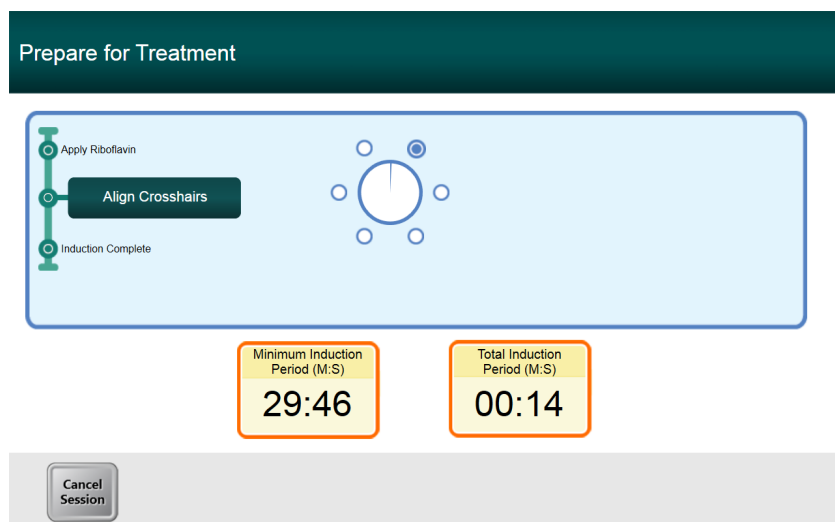 Prepare for Treatment
Apply Riboflavin
Align Crosshairs
Induction Complete
Minimum Induction
Period (M:S)
29:46
Total Induction
Period (M:S)
00:14
Cancel
Session